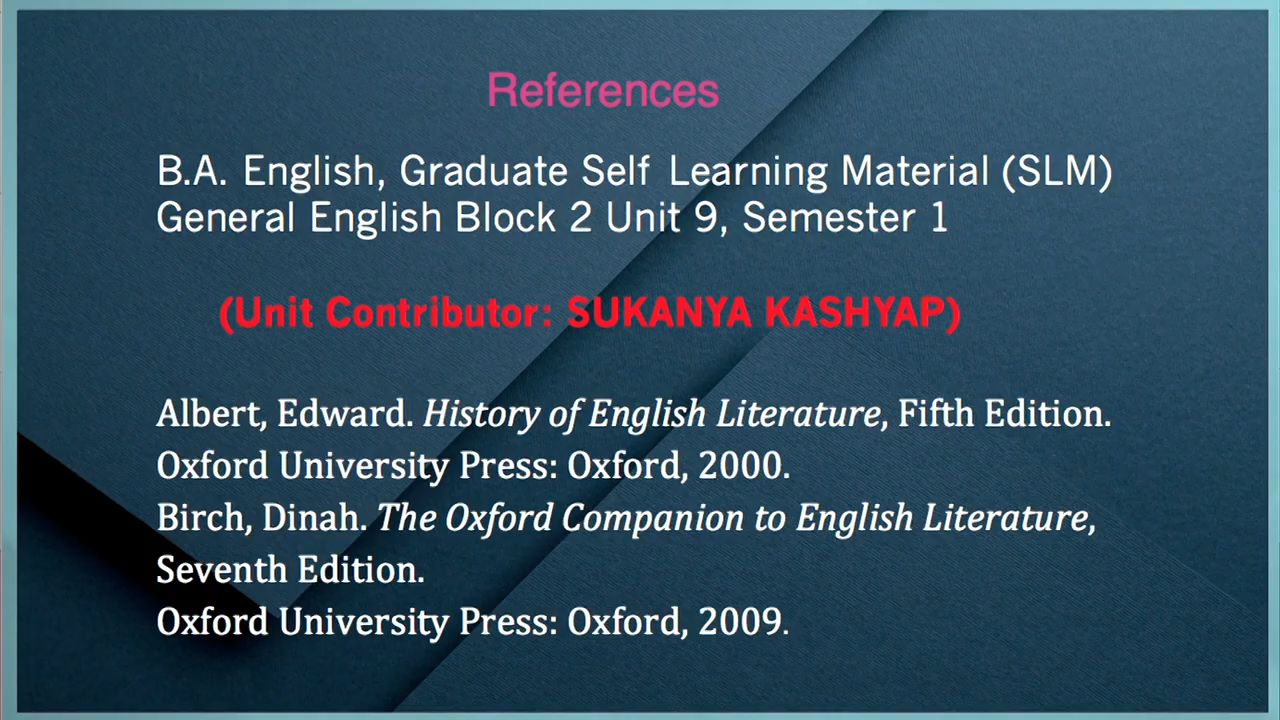 References
B.A. English, Graduate Self Learning Material (SLM)
General English Block 2 Unit 9, Semester 1
(Unit Contributor: SUKANYA KASHYAP)
Albert, Edward. History of English Literature, Fifth Edition.
Oxford University Press: Oxford, 2000.
Birch, Dinah. The Oxford Companion to English Literature,
Seventh Edition.
Oxford University Press: Oxford, 2009.